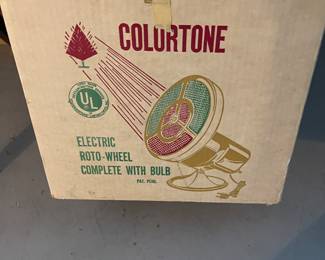 COLORTONE
UL
ELECTRIC
ROTO-WHEEL
COMPLETE WITH BULB
PAT. PEND.